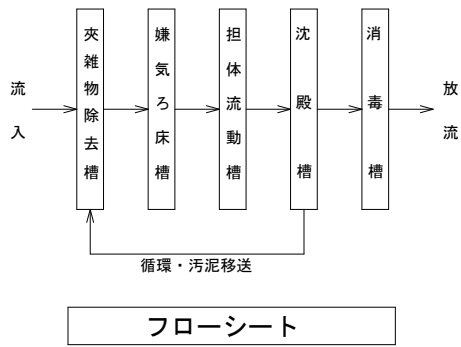 流入
夾雑物除去槽
嫌気ろ床槽
担体流動槽
沈殿槽
消毒槽
放流
循環・汚泥移送
フローシート